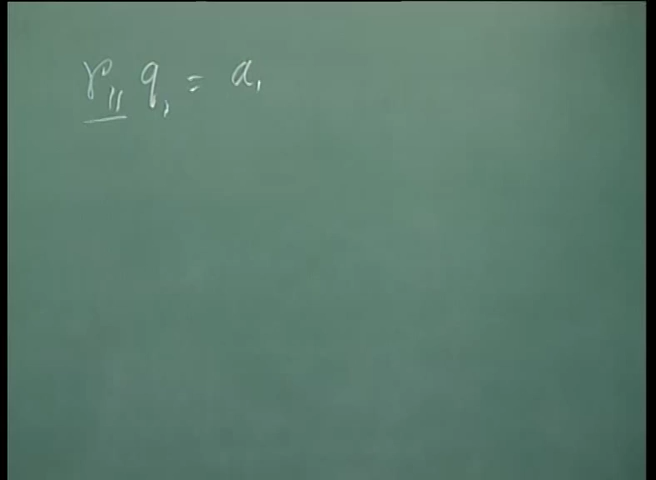 r₁₁ q₁ = a₁